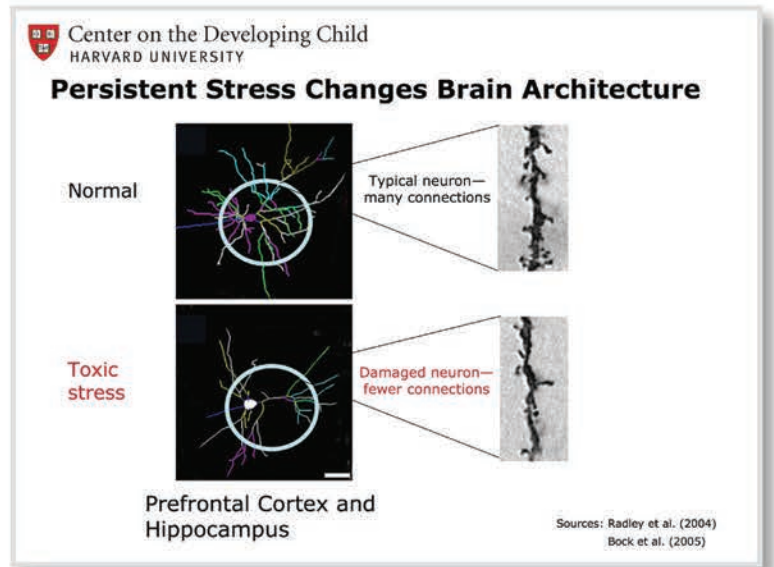 Center on the Developing Child
HARVARD UNIVERSITY
Persistent Stress Changes Brain Architecture
Normal
Typical neuron—
many connections
Toxic
stress
Damaged neuron—
fewer connections
Prefrontal Cortex and
Hippocampus
Sources: Radley et al. (2004)
Bock et al. (2005)